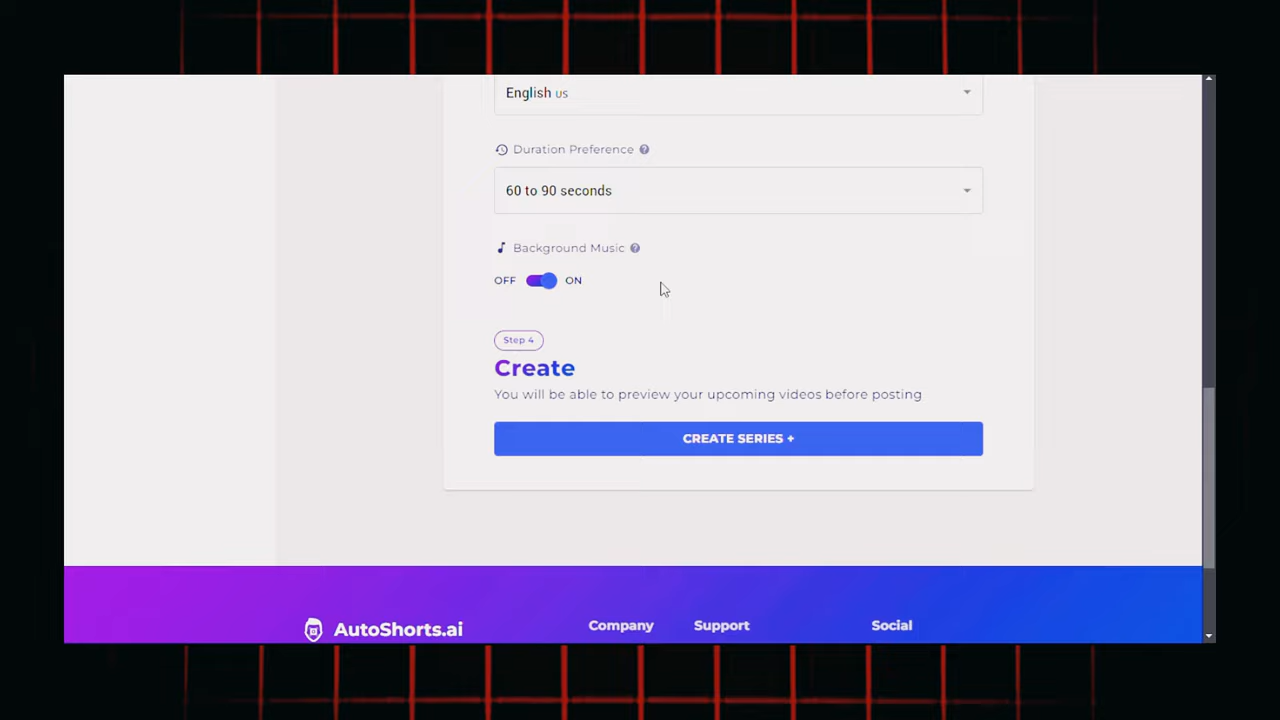 English US
Duration Preference
60 to 90 seconds
Background Music
OFF ON
Step 4
Create
You will be able to preview your upcoming videos before posting
CREATE SERIES +
AutoShorts.ai Company Support Social